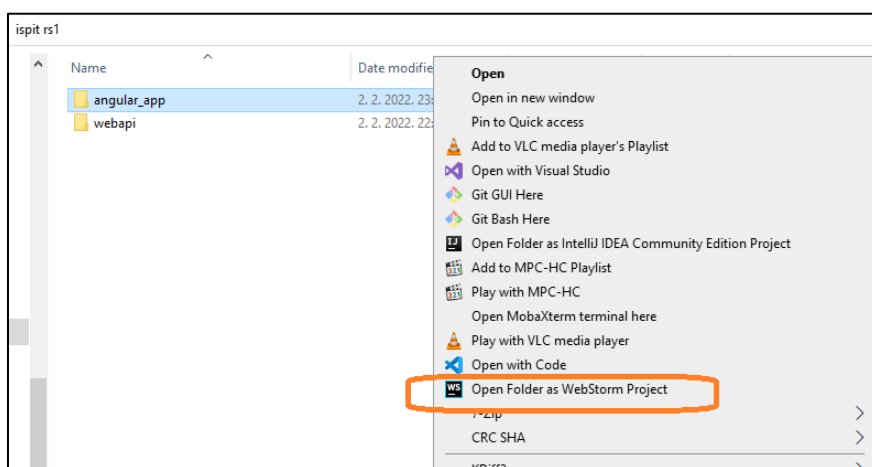 ispit rs1
Name
Date modifie
angular_app
2. 2. 2022. 23:
webapi
2. 2. 2022. 22:
Open
Open in new window
Pin to Quick access
Add to VLC media player's Playlist
Open with Visual Studio
Git GUI Here
Git Bash Here
Open Folder as IntelliJ IDEA Community Edition Project
Add to MPC-HC Playlist
Play with MPC-HC
Open MobaXterm terminal here
Play with VLC media player
Open with Code
WS Open Folder as WebStorm Project
7-Zip
CRC SHA